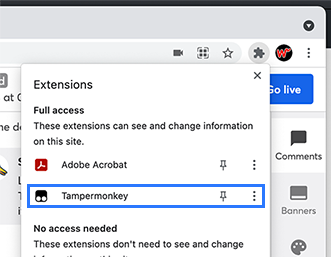 at 0
Go live
Extensions
Full access
These extensions can see and change information
on this site.
Adobe Acrobat
Tampermonkey
No access needed
These extensions don't need to see and change
Comments
Banners